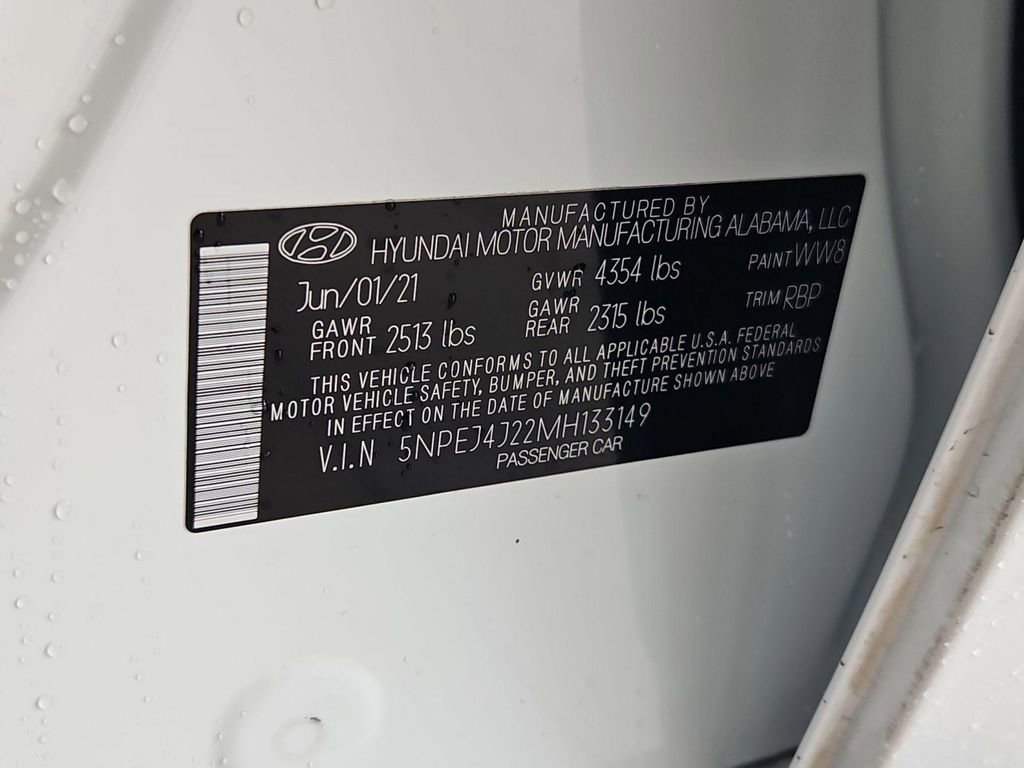 MANUFACTURED BY
HYUNDAI MOTOR MANUFACTURING ALABAMA, LLC
Jun/01/21 GVWR 4354 lbs PAINT WW8
GAWR FRONT 2513 lbs GAWR REAR 2315 lbs TRIM RBP
THIS VEHICLE CONFORMS TO ALL APPLICABLE U.S.A. FEDERAL
MOTOR VEHICLE SAFETY, BUMPER, AND THEFT PREVENTION STANDARDS
IN EFFECT ON THE DATE OF MANUFACTURE SHOWN ABOVE
V.I.N 5NPEJ4J22MH133149
PASSENGER CAR